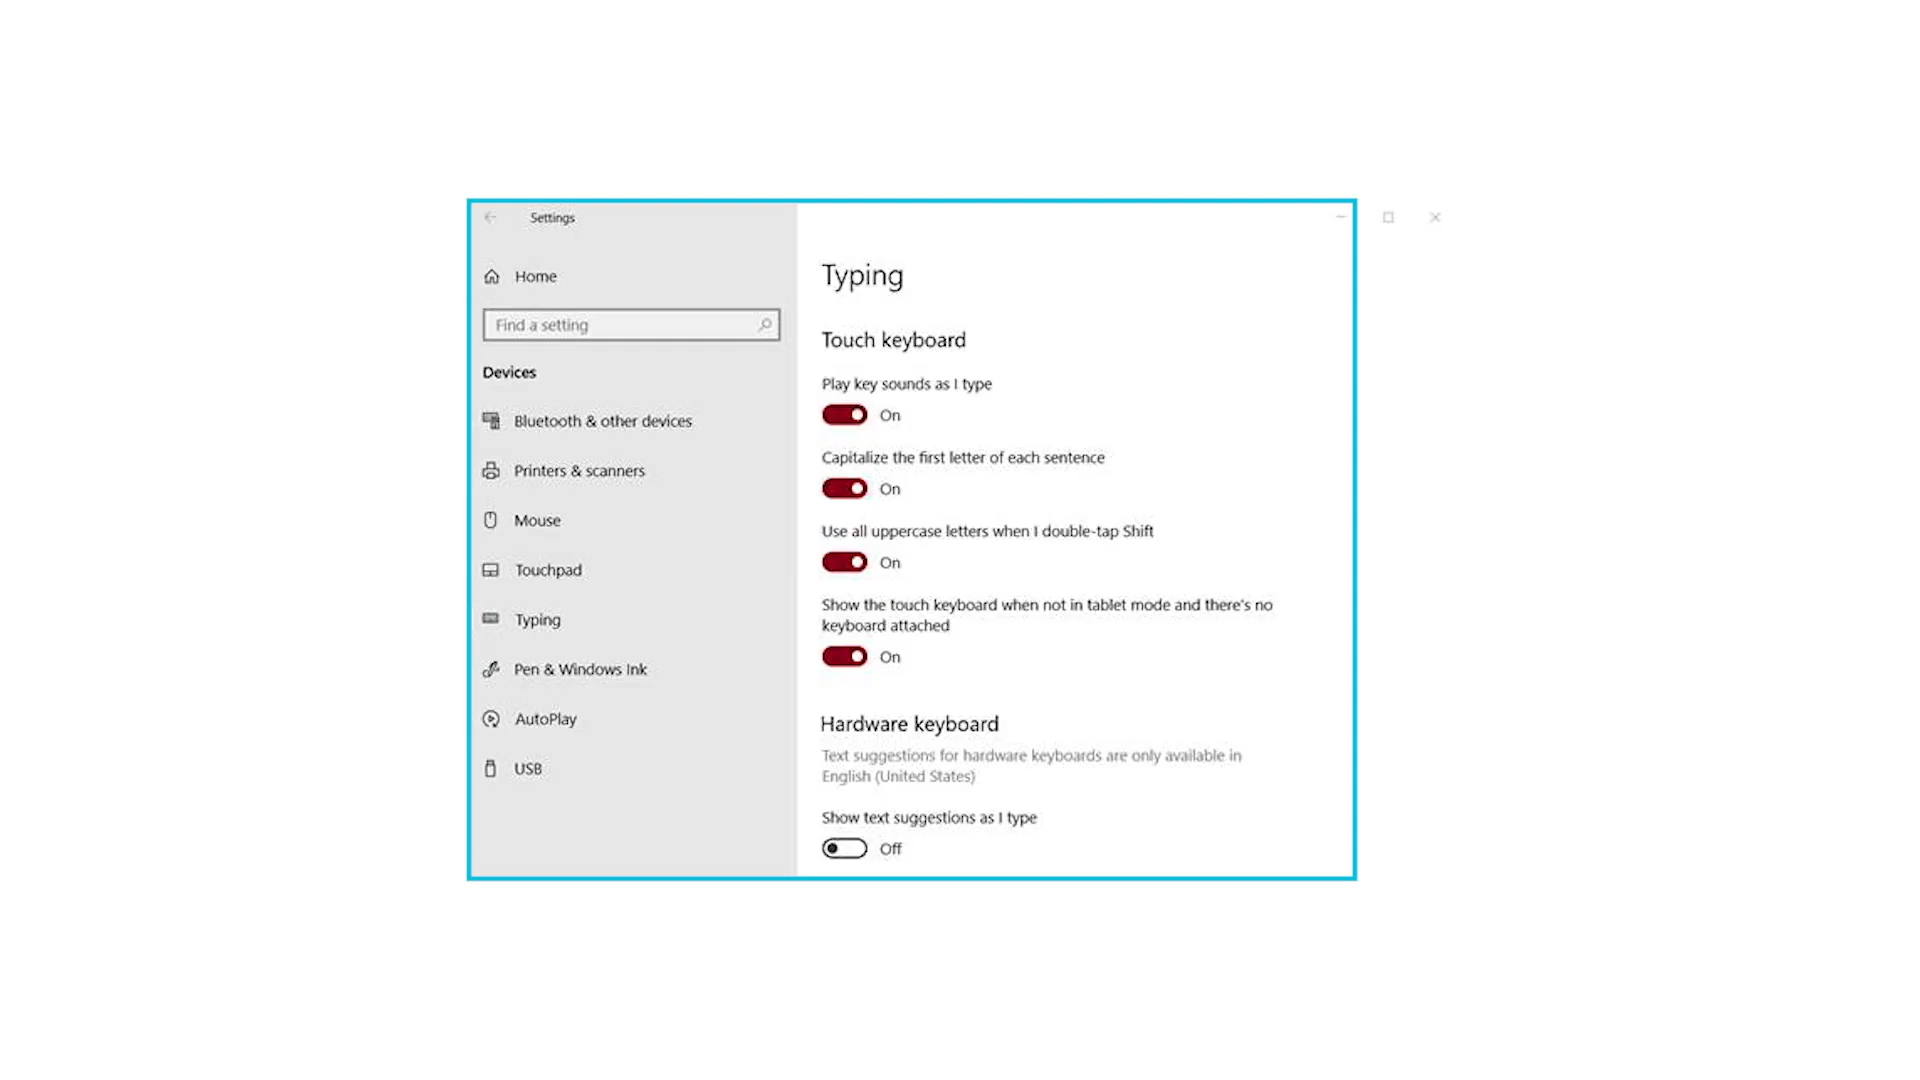 Settings
Home
Find a setting
Devices
Bluetooth & other devices
Printers & scanners
Mouse
Touchpad
Typing
Pen & Windows Ink
AutoPlay
USB
Typing
Touch keyboard
Play key sounds as I type
On
Capitalize the first letter of each sentence
On
Use all uppercase letters when I double-tap Shift
On
Show the touch keyboard when not in tablet mode and there's no
keyboard attached
On
Hardware keyboard
Text suggestions for hardware keyboards are only available in
English (United States)
Show text suggestions as I type
Off